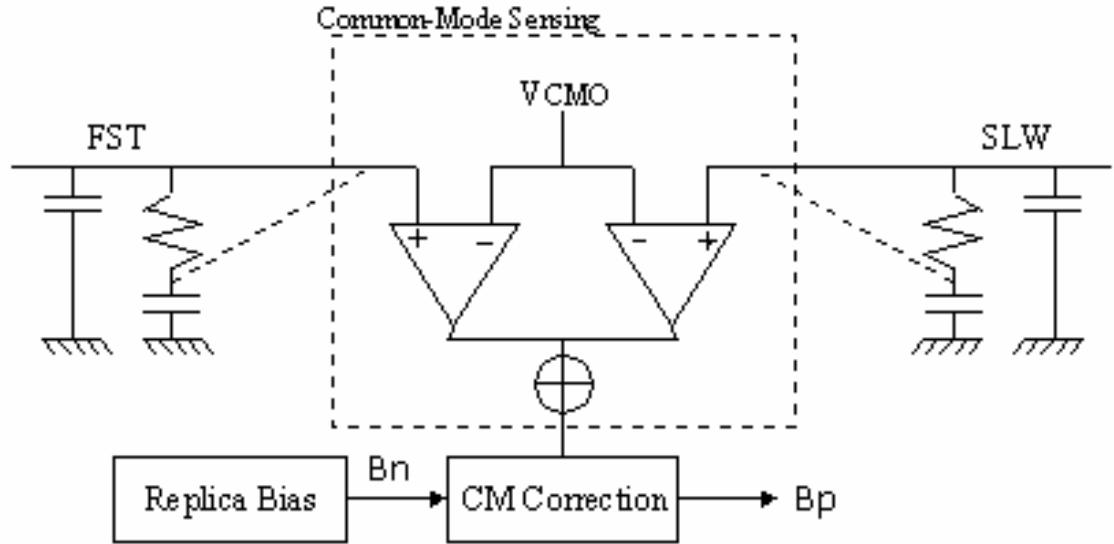 Common-Mode Sensing
VCMO
FST
SLW
+
-
-
+
Replica Bias
Bn
CM Correction
Bp